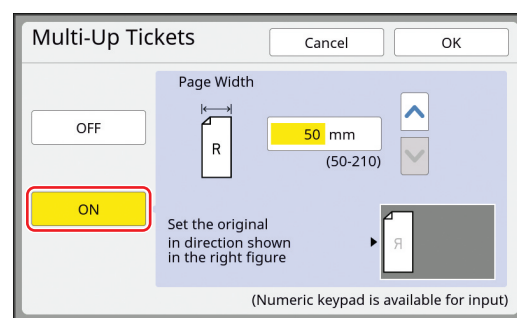 Multi-Up Tickets
Cancel
OK
Page Width
OFF
R
50 mm
(50-210)
ON
Set the original
in direction shown
in the right figure
R
(Numeric keypad is available for input)